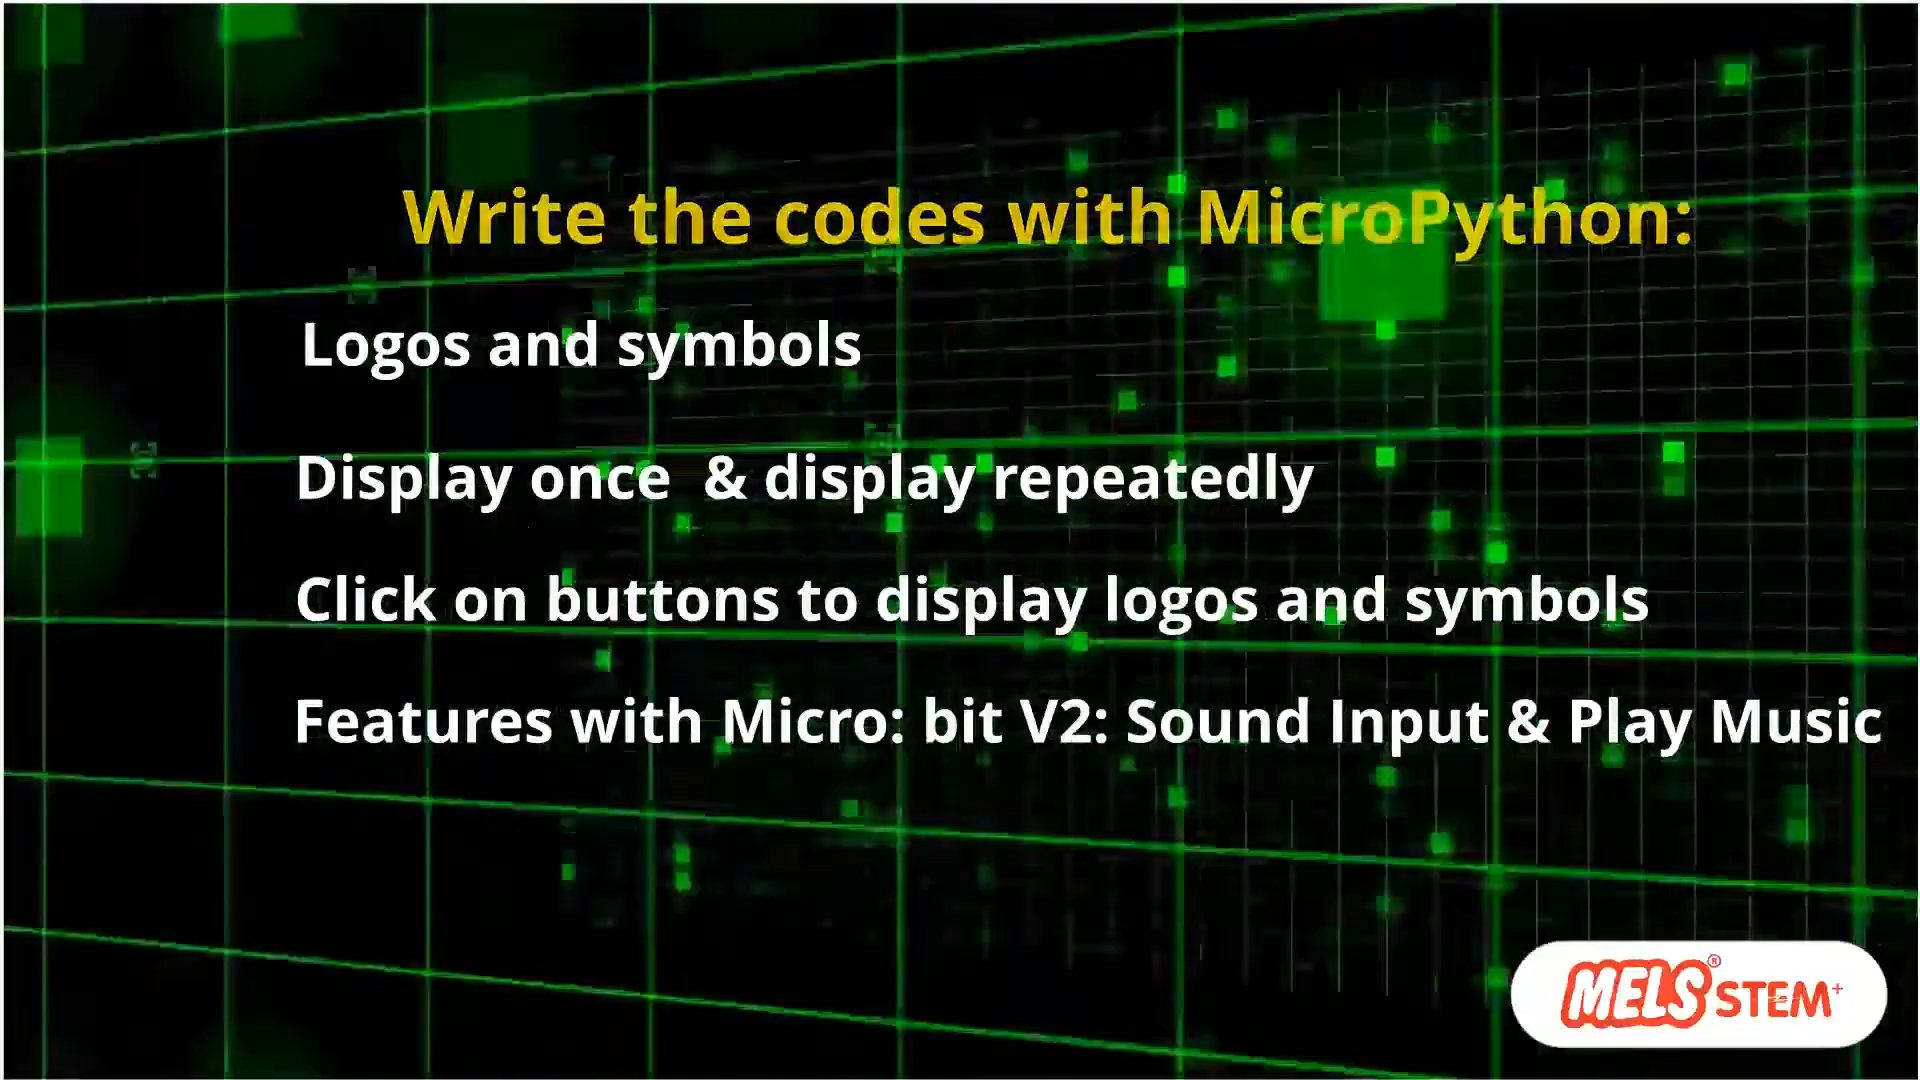 Write the codes with MicroPython:
Logos and symbols
Display once & display repeatedly
Click on buttons to display logos and symbols
Features with Micro: bit V2: Sound Input & Play Music
MELS® STEM+